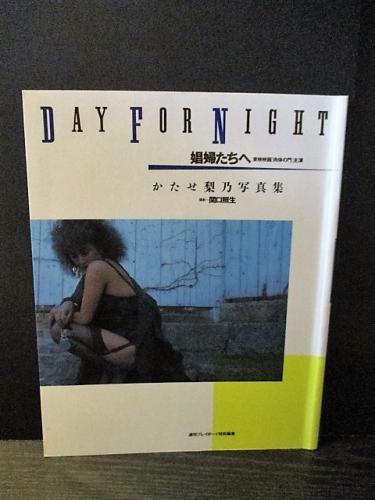 DAY FOR NIGHT
娼婦たちへ 東映映画「肉体の門」主演
かたせ梨乃写真集
撮影・関口照生
週刊プレイボーイ特別編集